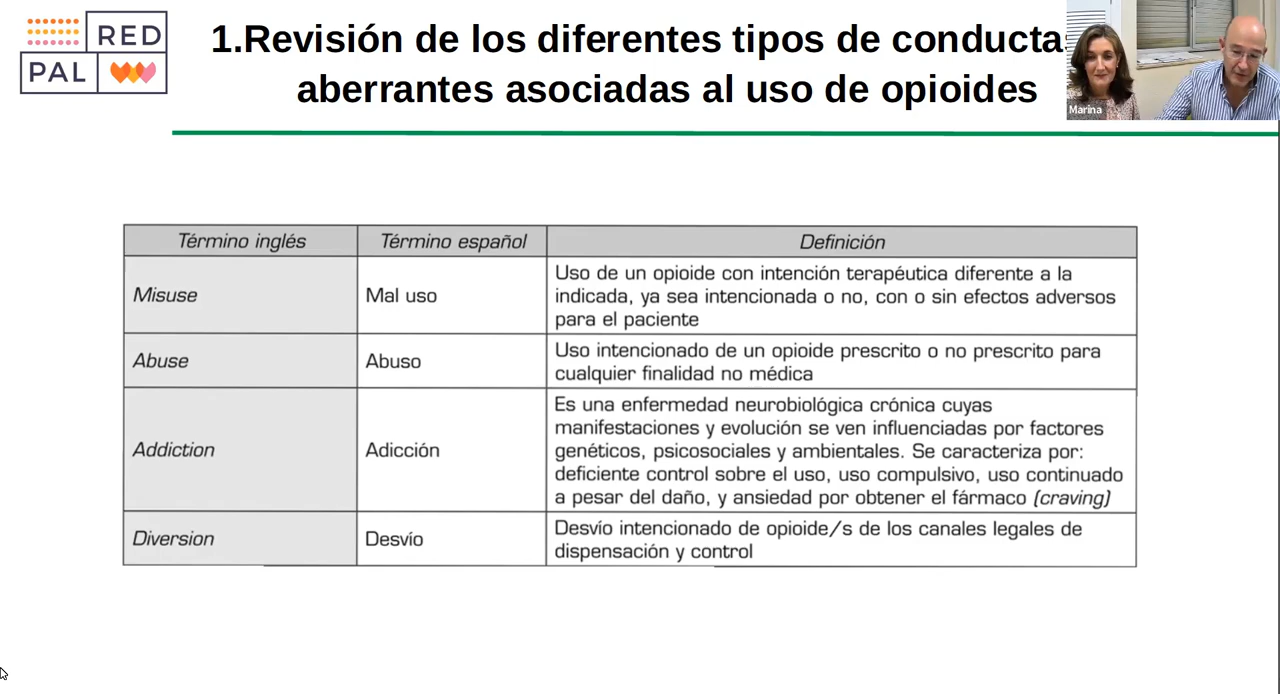 RED
PAL
1.Revisión de los diferentes tipos de conductas
aberrantes asociadas al uso de opioides
Marina
Término inglés Término español Definición
Misuse Mal uso Uso de un opioide con intención terapéutica diferente a la
indicada, ya sea intencionada o no, con o sin efectos adversos
para el paciente
Abuse Abuso Uso intencionado de un opioide prescrito o no prescrito para
cualquier finalidad no médica
Addiction Adicción Es una enfermedad neurobiológica crónica cuyas
manifestaciones y evolución se ven influenciadas por factores
genéticos, psicosociales y ambientales. Se caracteriza por:
deficiente control sobre el uso, uso compulsivo, uso continuado
a pesar del daño, y ansiedad por obtener el fármaco (craving)
Diversion Desvío Desvío intencionado de opioide/s de los canales legales de
dispensación y control